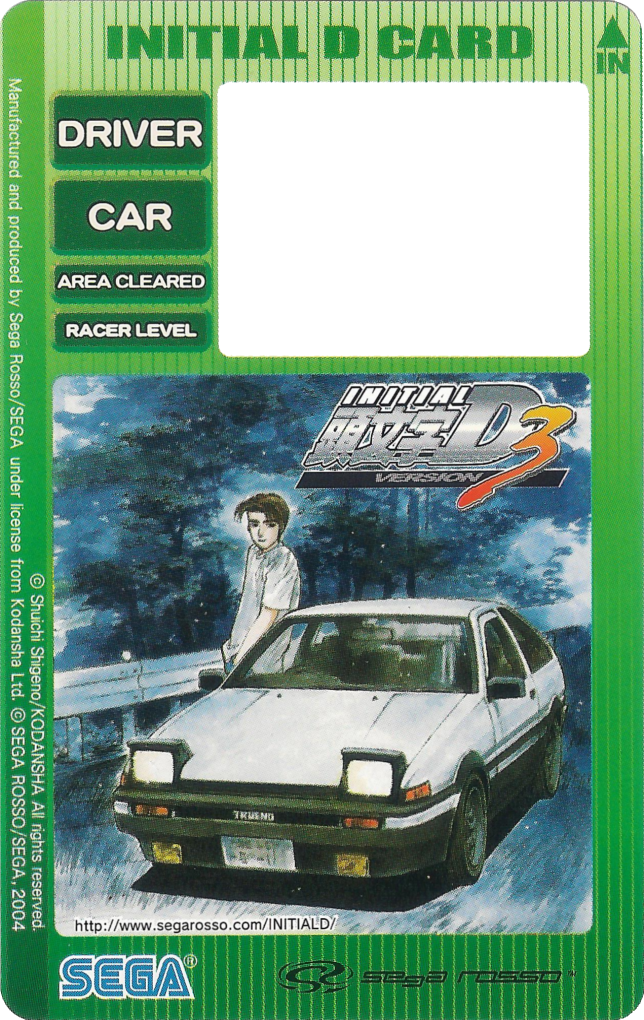 INITIAL D CARD
IN
DRIVER
CAR
AREA CLEARED
RACER LEVEL
INITIAL
頭文字D3
VERSION
TRUENO
http://www.segarosso.com/INITIALD/
SEGA®
sega rosso™
Manufactured and produced by Sega Rosso/SEGA under license from Kodansha Ltd. © SEGA ROSSO/SEGA, 2004
© Shuichi Shigeno/KODANSHA All rights reserved.